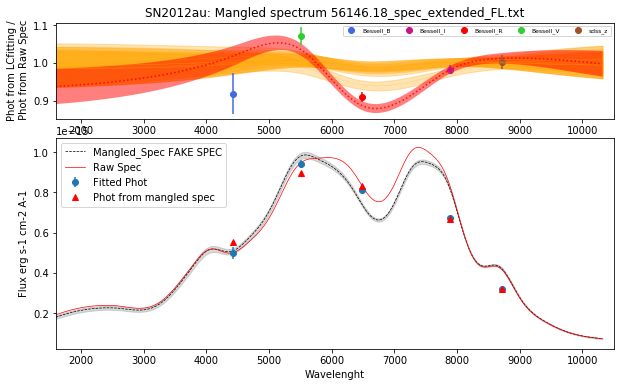 SN2012au: Mangled spectrum 56146.18_spec_extended_FL.txt
Phot from LCfitting /
Phot from Raw Spec
1.1
1.0
0.9
Bessell_B
Bessell_I
Bessell_R
Bessell_V
sdss_z
2000 3000 4000 5000 6000 7000 8000 9000 10000
Flux erg s-1 cm-2 A-1
1.0
0.8
0.6
0.4
0.2
Mangled_Spec FAKE SPEC
Raw Spec
Fitted Phot
Phot from mangled spec
2000 3000 4000 5000 6000 7000 8000 9000 10000
Wavelenght